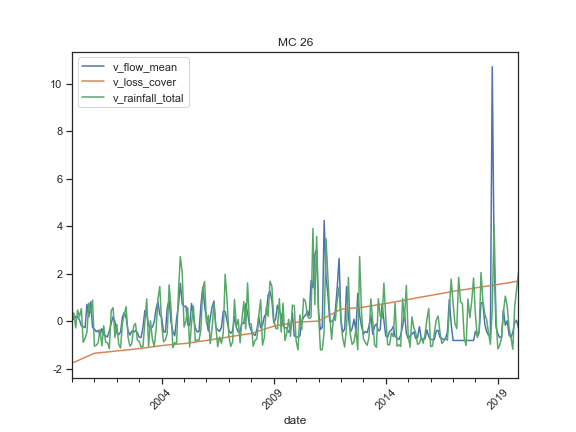 MC 26
v_flow_mean
v_loss_cover
v_rainfall_total
10
8
6
4
2
0
-2
2004
2009
2014
2019
date